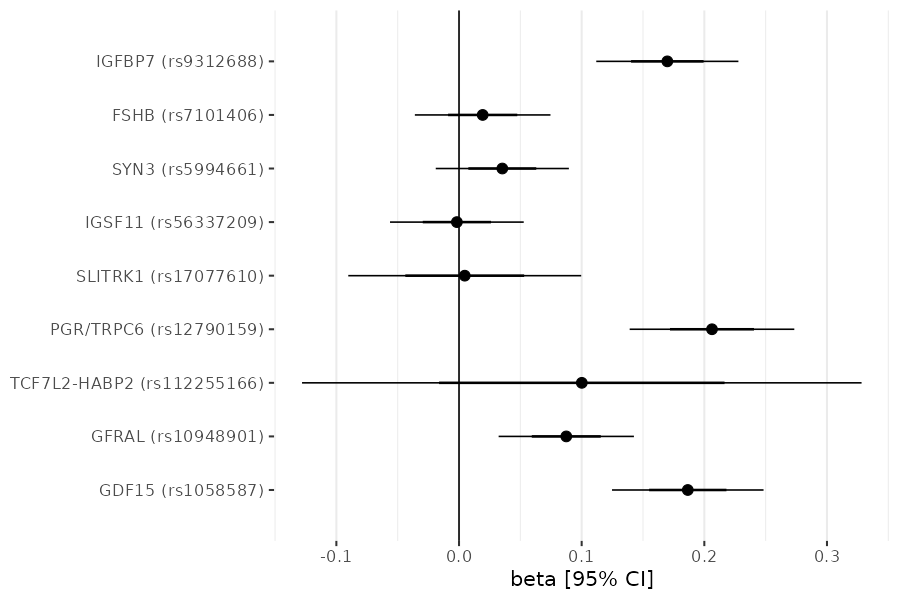 IGFBP7 (rs9312688)
FSHB (rs7101406)
SYN3 (rs5994661)
IGSF11 (rs56337209)
SLITRK1 (rs17077610)
PGR/TRPC6 (rs12790159)
TCF7L2-HABP2 (rs112255166)
GFRAL (rs10948901)
GDF15 (rs1058587)
-0.1 0.0 0.1 0.2 0.3
beta [95% CI]